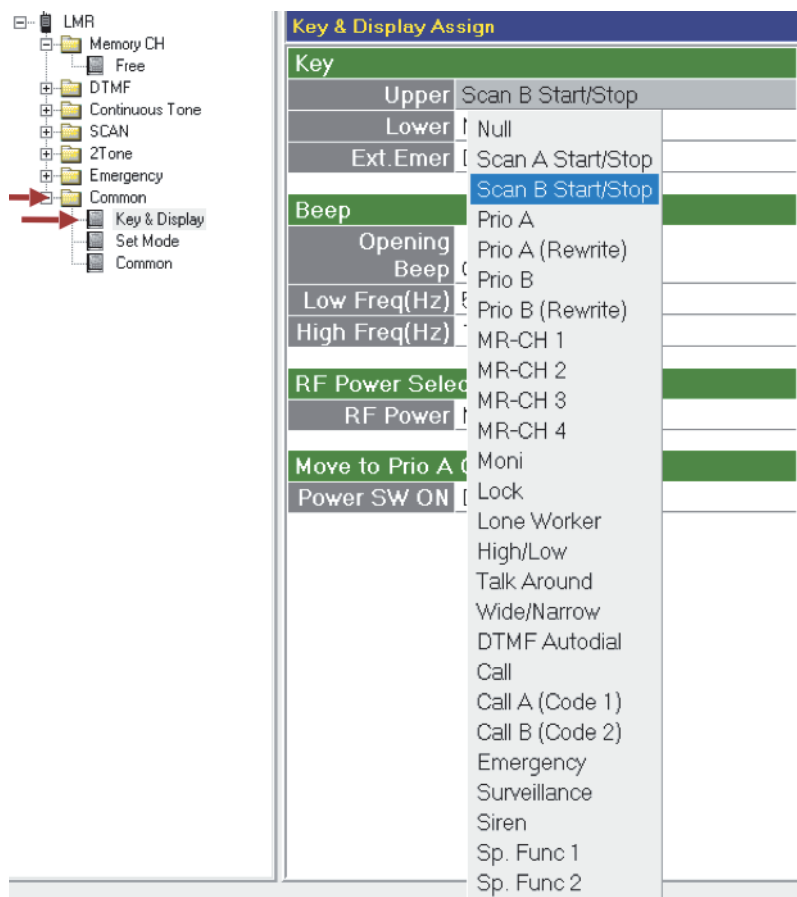 LMR
Memory CH
Free
DTMF
Continuous Tone
SCAN
2Tone
Emergency
Common
Key & Display
Set Mode
Common
Key & Display Assign
Key
Upper Scan B Start/Stop
Lower
Ext.Emer
Beep
Opening
Beep
Low Freq(Hz) 5
High Freq(Hz)
RF Power Selec
RF Power
Move to Prio A
Power SW ON
Null
Scan A Start/Stop
Scan B Start/Stop
Prio A
Prio A (Rewrite)
Prio B
Prio B (Rewrite)
MR-CH 1
MR-CH 2
MR-CH 3
MR-CH 4
Moni
Lock
Lone Worker
High/Low
Talk Around
Wide/Narrow
DTMF Autodial
Call
Call A (Code 1)
Call B (Code 2)
Emergency
Surveillance
Siren
Sp. Func 1
Sp. Func 2